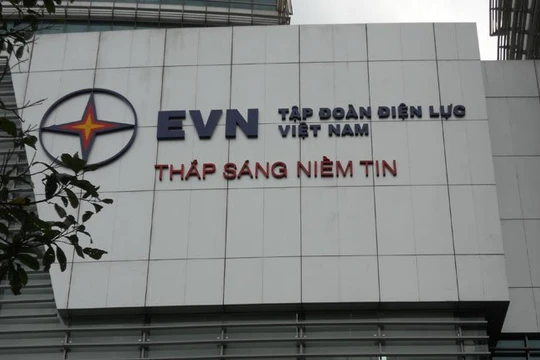 EVN TẬP ĐOÀN ĐIỆN LỰC
VIỆT NAM
THẮP SÁNG NIỀM TIN